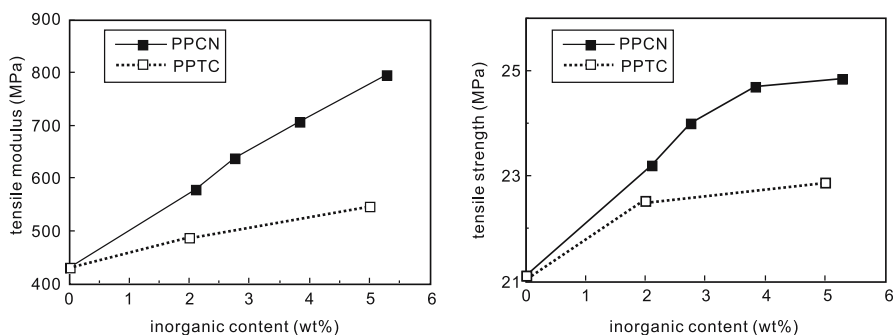 900
800
700
600
500
400
tensile modulus (MPa)
PPCN
PPTC
0 1 2 3 4 5 6
inorganic content (wt%)
25
23
21
tensile strength (MPa)
PPCN
PPTC
0 1 2 3 4 5 6
inorganic content (wt%)